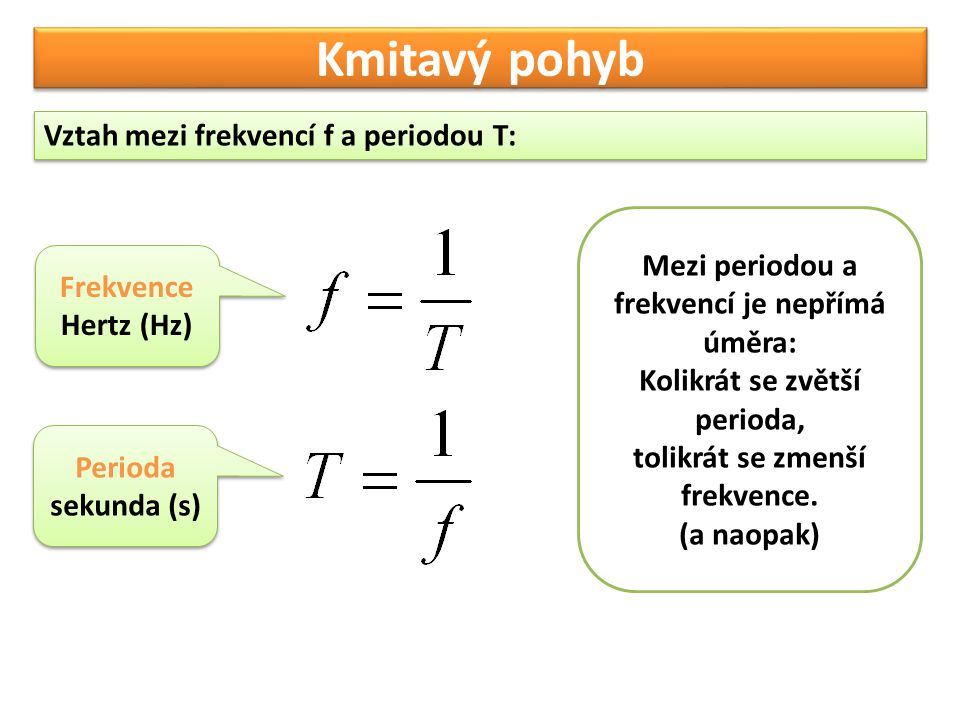 Kmitavý pohyb
Vztah mezi frekvencí f a periodou T:
Frekvence
Hertz (Hz)
f = 1/T
Perioda
sekunda (s)
T = 1/f
Mezi periodou a
frekvencí je nepřímá
úměra:
Kolikrát se zvětší
perioda,
tolikrát se zmenší
frekvence.
(a naopak)